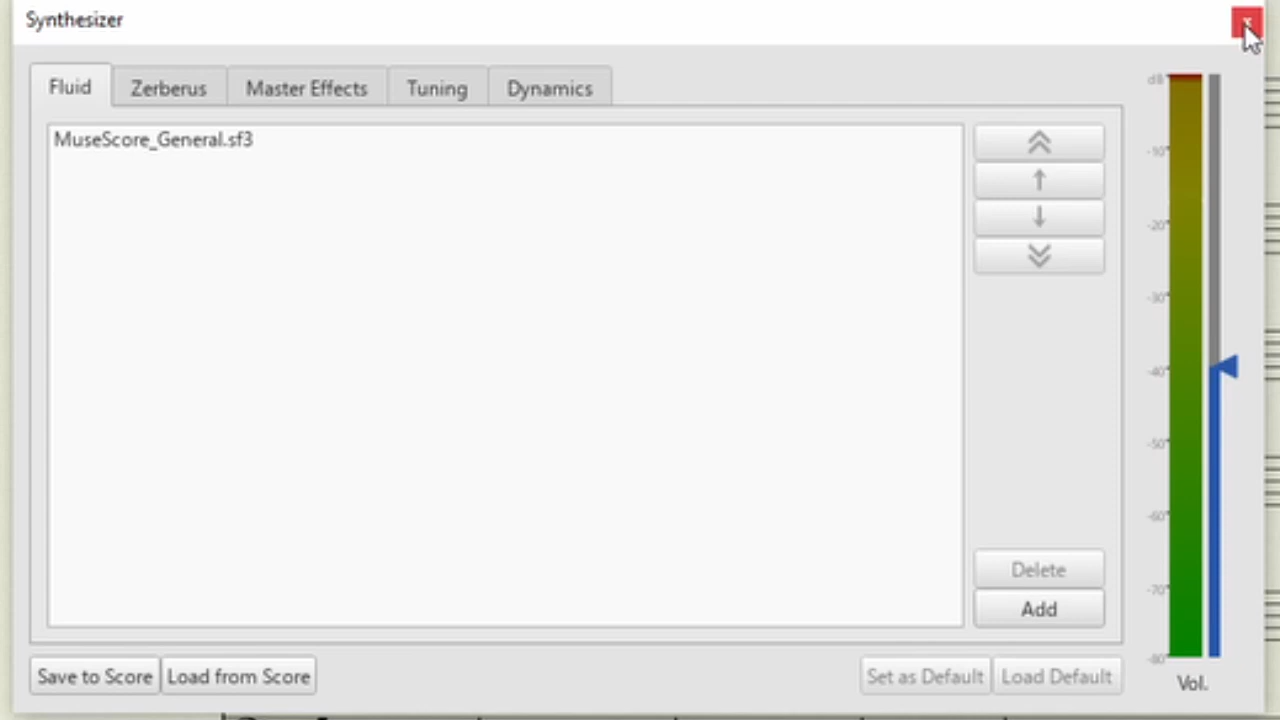 Synthesizer
Fluid Zerberus Master Effects Tuning Dynamics
MuseScore_General.sf3
dB
-10
-20
-30
-40
-50
-60
-70
-80
Delete
Add
Save to Score Load from Score Set as Default Load Default
Vol.